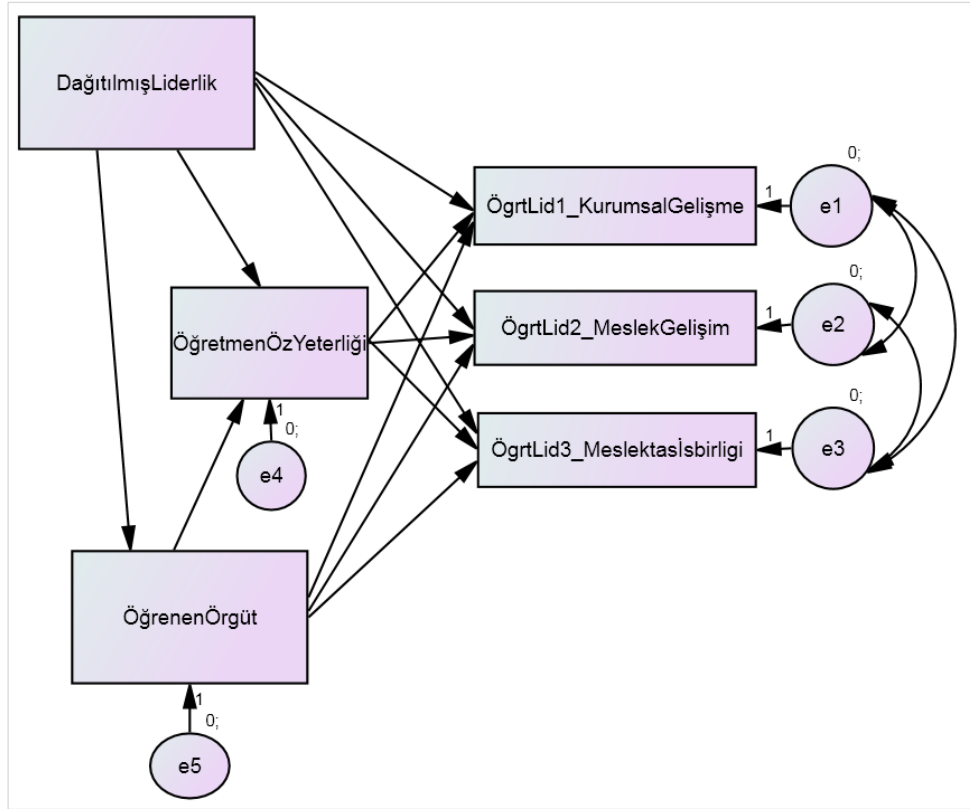 DağıtılmışLiderlik
0;
ÖgrtLid1_KurumsalGelişme
1
e1
0;
ÖgrtLid2_MeslekGelişim
1
e2
ÖğretmenÖzYeterliği
0;
ÖgrtLid3_Meslektasİsbirligi
1
e3
1
0;
e4
ÖğrenenÖrgüt
1
0;
e5